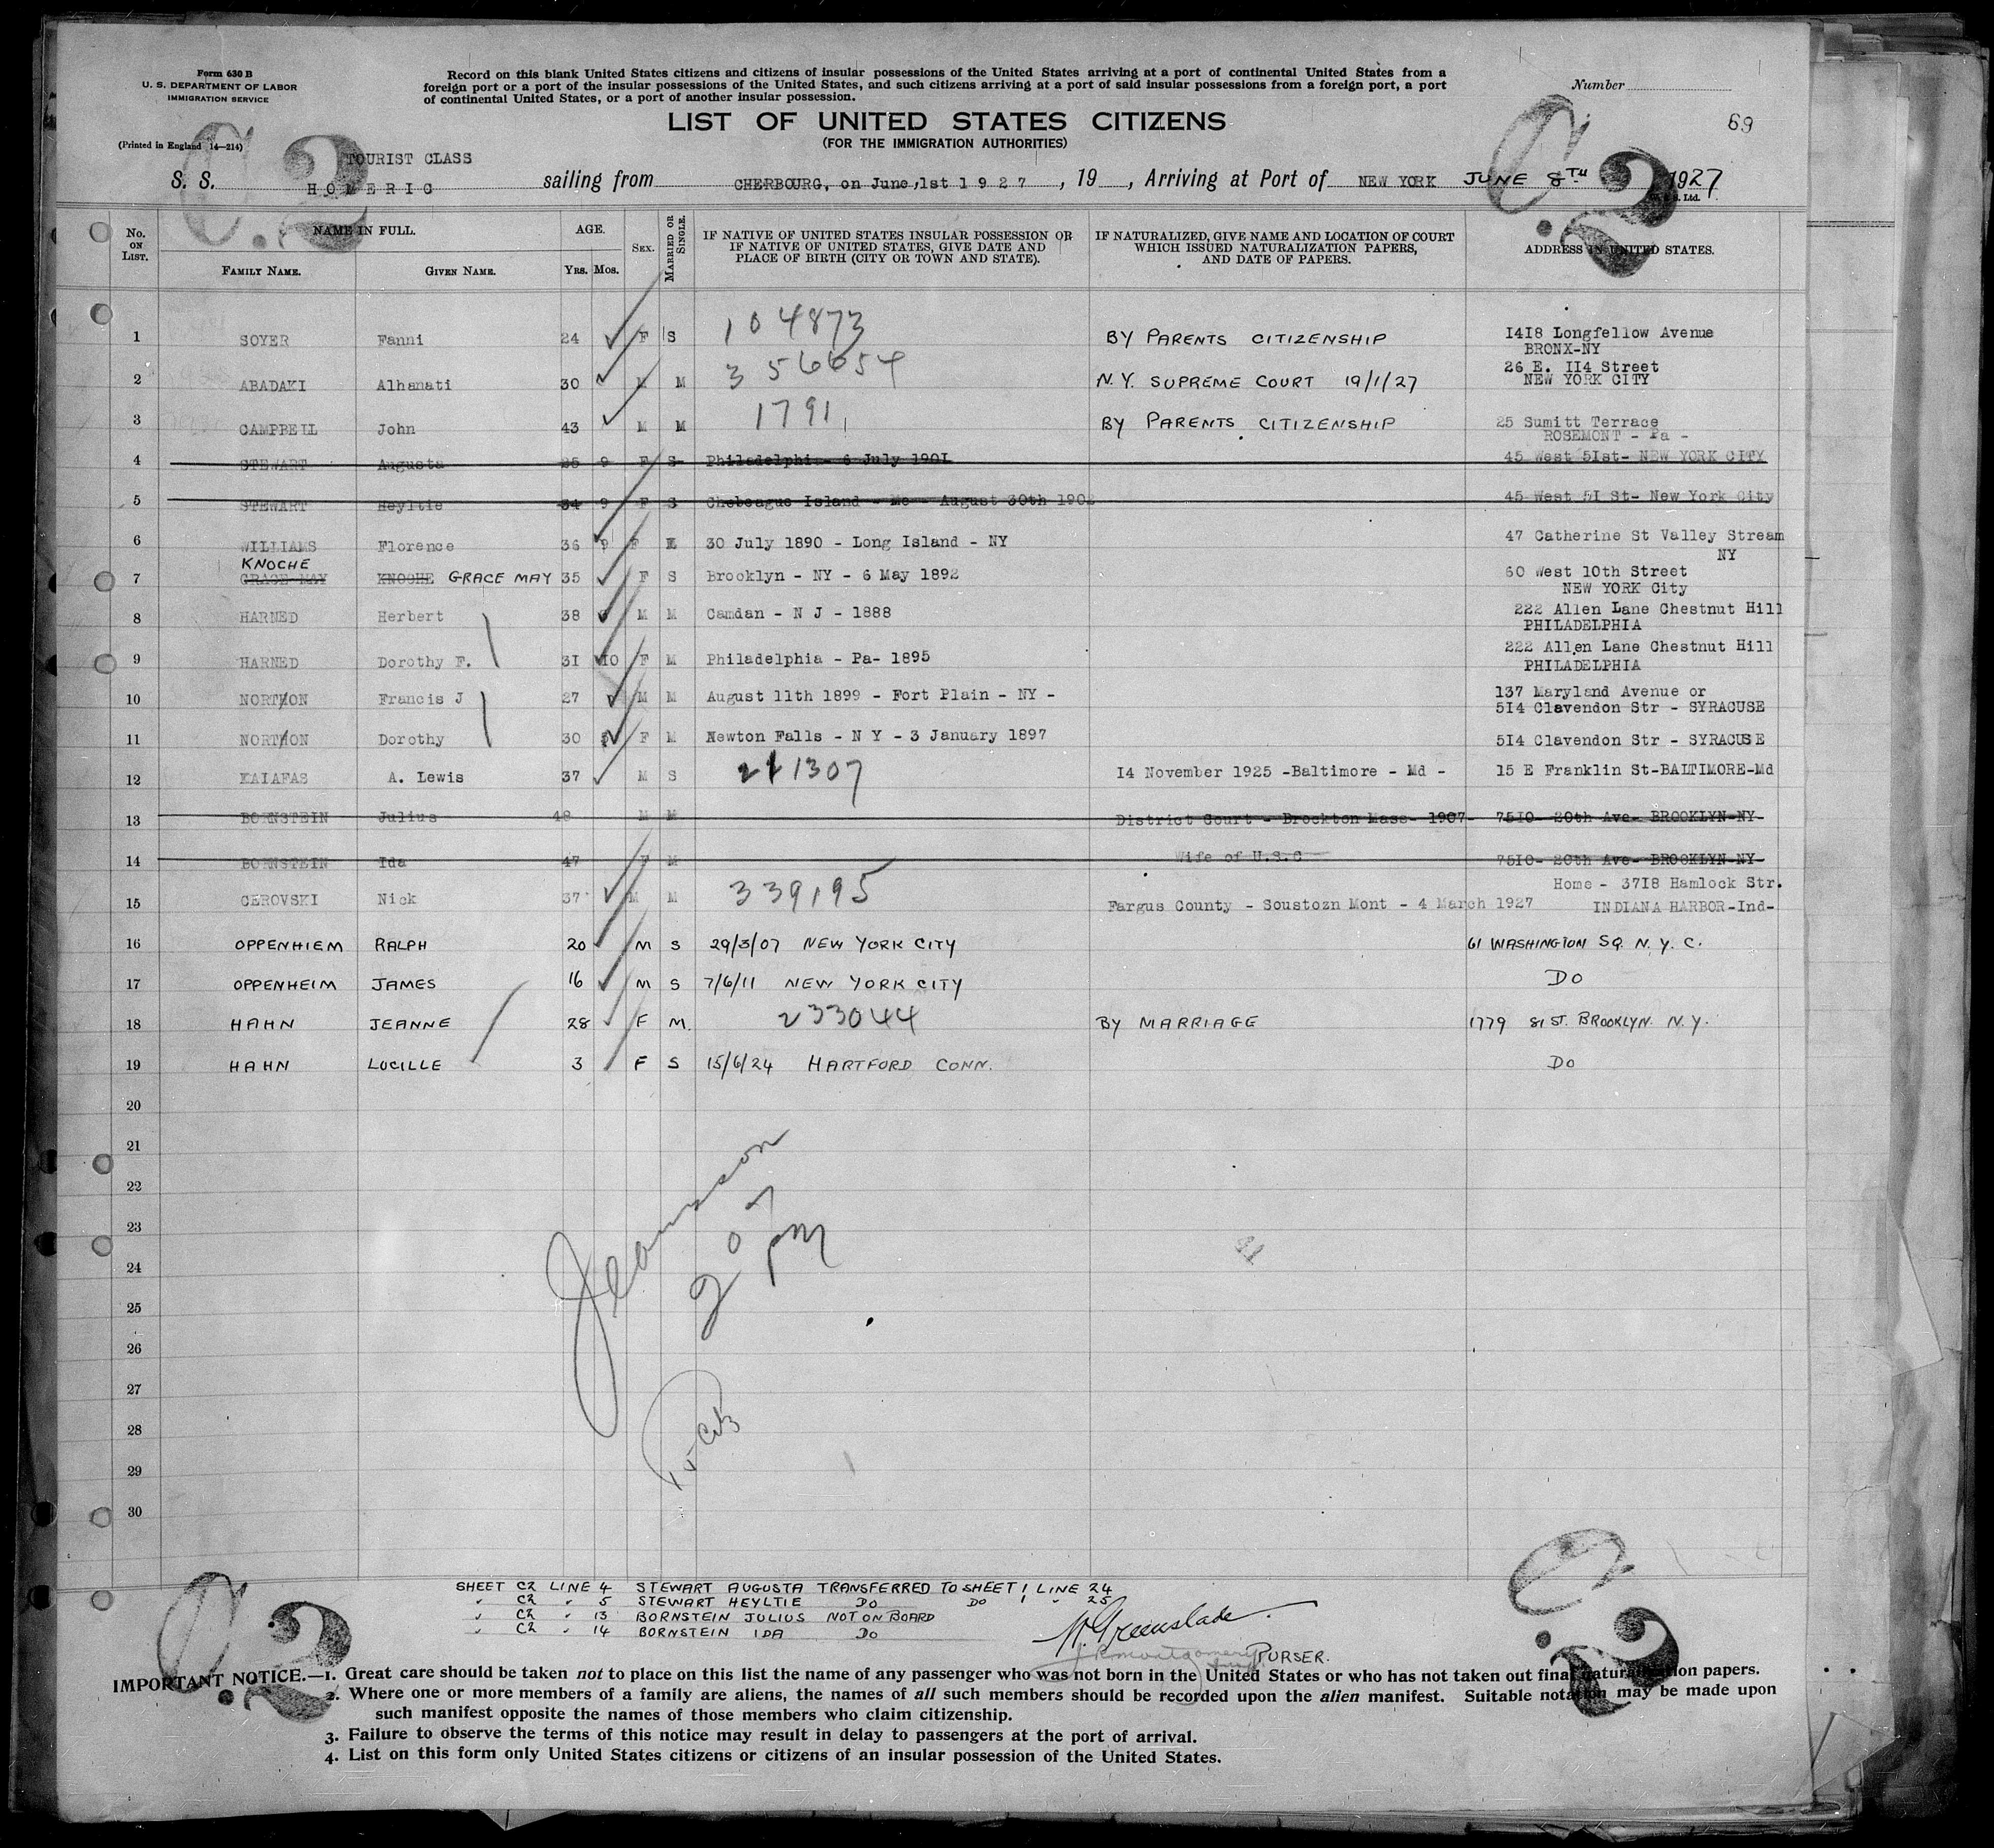 Form 630 B
U. S. DEPARTMENT OF LABOR
IMMIGRATION SERVICE
(Printed in England 14—214)
Record on this blank United States citizens and citizens of insular possessions of the United States arriving at a port of continental United States from a
foreign port or a port of the insular possessions of the United States, and such citizens arriving at a port of said insular possessions from a foreign port, a port
of continental United States, or a port of another insular possession.
Number
69
LIST OF UNITED STATES CITIZENS
(FOR THE IMMIGRATION AUTHORITIES)
C.2 C.2
TOURIST CLASS
S. S. HOMERIC sailing from CHERBOURG, on June,1st 1 9 2 7 , 19 , Arriving at Port of NEW YORK JUNE 8TH 1927
No. ON LIST. NAME IN FULL. FAMILY NAME. GIVEN NAME. AGE. YRS. MOS. SEX. MARRIED OR SINGLE.
IF NATIVE OF UNITED STATES INSULAR POSSESSION OR
IF NATIVE OF UNITED STATES, GIVE DATE AND
PLACE OF BIRTH (CITY OR TOWN AND STATE).
IF NATURALIZED, GIVE NAME AND LOCATION OF COURT
WHICH ISSUED NATURALIZATION PAPERS,
AND DATE OF PAPERS.
ADDRESS IN UNITED STATES.
1 SOYER Fanni 24 F S 104873 BY PARENTS CITIZENSHIP 1418 Longfellow Avenue
BRONX-NY
2 ABADAKI Alhanati 30 M M 356654 N.Y. SUPREME COURT 19/1/27 26 E. 114 Street
NEW YORK CITY
3 CAMPBELL John 43 M M 1791 BY PARENTS CITIZENSHIP 25 Sumitt Terrace
ROSEMONT - Pa -
4 STEWART Augusta 25 9 F S Philadelphia- 6 July 1901 45 West 51st- NEW YORK CITY
5 STEWART Heyltie 34 9 F S Chebeague Island - Me - August 30th 190 45 West 51 St- New York City
6 WILLIAMS Florence 36 9 F 30 July 1890 - Long Island - NY 47 Catherine St Valley Stream
NY
KNOCHE
7 GRACE MAY KNOCHE GRACE MAY 35 F S Brooklyn - NY - 6 May 1892 60 West 10th Street
NEW YORK City
8 HARNED Herbert 38 M M Camdan - N J - 1888 222 Allen Lane Chestnut Hill
PHILADELPHIA
9 HARNED Dorothy F. 31 10 F M Philadelphia - Pa- 1895 222 Allen Lane Chestnut Hill
PHILADELPHIA
10 NORTHON Francis J 27 M M August 11th 1899 - Fort Plain - NY - 137 Maryland Avenue or
514 Clavendon Str - SYRACUSE
11 NORTHON Dorothy 30 F M Newton Falls - N Y - 3 January 1897 514 Clavendon Str - SYRACUSE
12 KAIAFAS A. Lewis 37 M S 211307 14 November 1925 -Baltimore - Md - 15 E Franklin St-BALTIMORE-Md
13 BORNSTEIN Julius 48 M M District Court - Brockton Mass- 1907- 7510- 20th Ave- BROOKLYN-NY-
14 BORNSTEIN Ida 47 F M Wife of U.S.C 7510- 20th Ave- BROOKLYN-NY-
15 CEROVSKI Nick 37 M M 339195 Fargus County - Soustozn Mont - 4 March 1927 Home - 3718 Hamlock Str.
INDIANA HARBOR-Ind-
16 OPPENHIEM RALPH 20 M S 29/3/07 NEW YORK CITY 61 WASHINGTON SQ. N.Y.C.
17 OPPENHEIM JAMES 16 M S 7/6/11 NEW YORK CITY DO
18 HAHN JEANNE 28 F M. 233044 BY MARRIAGE 1779 81 ST. BROOKLYN. N.Y.
19 HAHN LUCILLE 3 F S 15/6/24 HARTFORD CONN. DO
20
21
22
23
24
25
26
27
28
29
30
pm
SHEET C2 LINE 4 STEWART AUGUSTA TRANSFERRED TO SHEET 1 LINE 24
" C2 " 5 STEWART HEYLTIE DO DO 1 " 25
" C2 " 13 BORNSTEIN JULIUS NOT ON BOARD
" C2 " 14 BORNSTEIN IDA DO
Greenslade
PURSER.
C.2 C.2
IMPORTANT NOTICE.—1. Great care should be taken not to place on this list the name of any passenger who was not born in the United States or who has not taken out final naturalization papers.
2. Where one or more members of a family are aliens, the names of all such members should be recorded upon the alien manifest. Suitable notation may be made upon
such manifest opposite the names of those members who claim citizenship.
3. Failure to observe the terms of this notice may result in delay to passengers at the port of arrival.
4. List on this form only United States citizens or citizens of an insular possession of the United States.